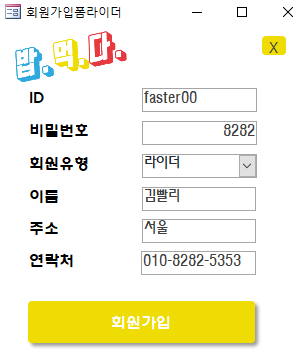 회원가입폼라이더
밥.먹.다.
X
ID faster00
비밀번호 8282
회원유형 라이더
이름 김빨리
주소 서울
연락처 010-8282-5353
회원가입